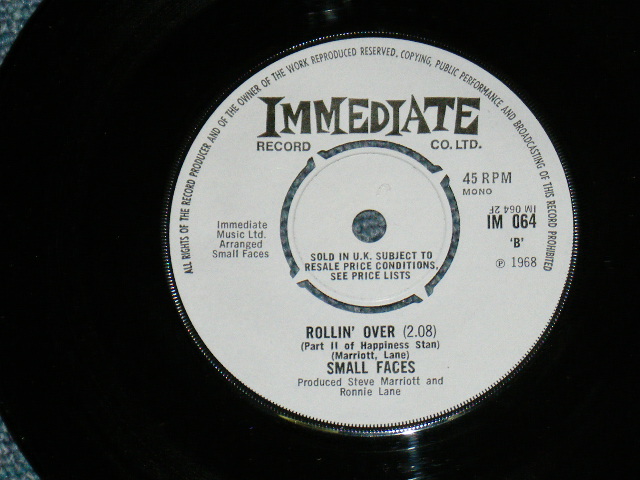 ALL RIGHTS OF THE RECORD PRODUCER AND OF THE OWNER OF THE WORK REPRODUCED RESERVED. COPYING, PUBLIC PERFORMANCE AND BROADCASTING OF THIS RECORD PROHIBITED
IMMEDIATE
RECORD CO. LTD.
45 RPM
MONO
IM 064 2F
IM 064
'B'
℗ 1968
Immediate
Music Ltd.
Arranged
Small Faces
SOLD IN U.K. SUBJECT TO
RESALE PRICE CONDITIONS,
SEE PRICE LISTS
ROLLIN' OVER (2.08)
(Part II of Happiness Stan)
(Marriott, Lane)
SMALL FACES
Produced Steve Marriott and
Ronnie Lane